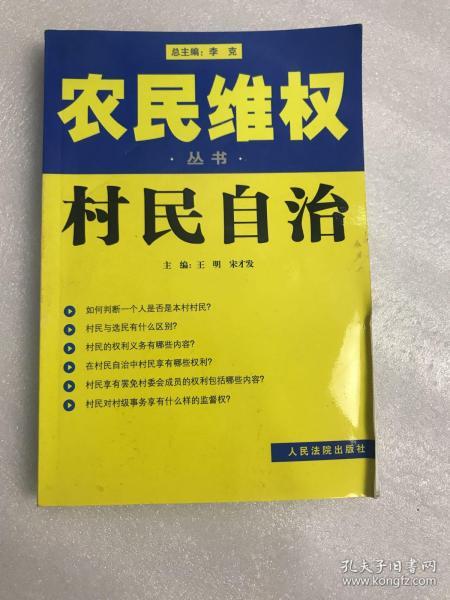 总主编：李 克
农民维权
·丛书·
村民自治
主 编：王 明 宋才发
如何判断一个人是否是本村村民？
村民与选民有什么区别？
村民的权利义务有哪些内容？
在村民自治中村民享有哪些权利？
村民享有罢免村委会成员的权利包括哪些内容？
村民对村级事务享有什么样的监督权？
人民法院出版社
孔夫子旧书网
www.kongfz.com